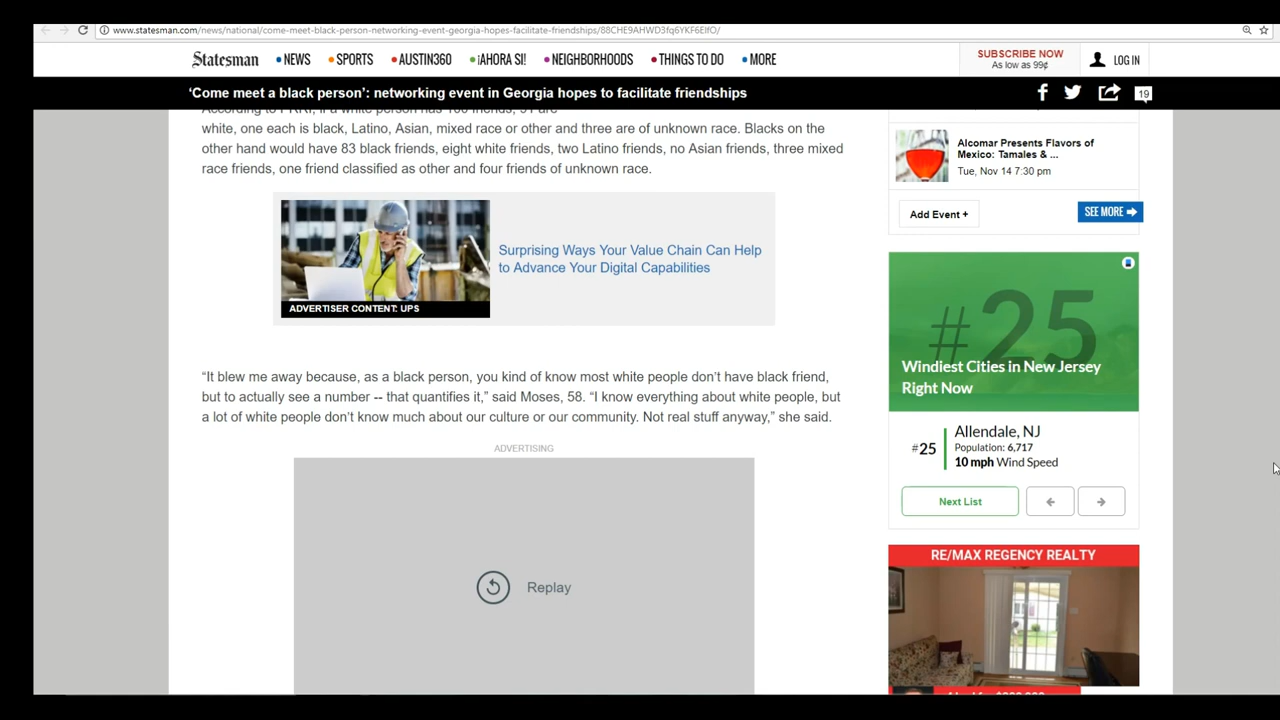 www.statesman.com/news/national/come-meet-black-person-networking-event-georgia-hopes-facilitate-friendships/88CHE9AHWD3fq6YKF6ElfO/
Statesman
NEWS
SPORTS
AUSTIN360
¡AHORA SI!
NEIGHBORHOODS
THINGS TO DO
MORE
SUBSCRIBE NOW
As low as 99¢
LOG IN
‘Come meet a black person’: networking event in Georgia hopes to facilitate friendships
19
white, one each is black, Latino, Asian, mixed race or other and three are of unknown race. Blacks on the
other hand would have 83 black friends, eight white friends, two Latino friends, no Asian friends, three mixed
race friends, one friend classified as other and four friends of unknown race.
ADVERTISER CONTENT: UPS
Surprising Ways Your Value Chain Can Help
to Advance Your Digital Capabilities
“It blew me away because, as a black person, you kind of know most white people don’t have black friend,
but to actually see a number -- that quantifies it,” said Moses, 58. “I know everything about white people, but
a lot of white people don’t know much about our culture or our community. Not real stuff anyway,” she said.
ADVERTISING
Replay
Alcomar Presents Flavors of
Mexico: Tamales & ...
Tue, Nov 14 7:30 pm
Add Event +
SEE MORE
#25
Windiest Cities in New Jersey
Right Now
#25
Allendale, NJ
Population: 6,717
10 mph Wind Speed
Next List
RE/MAX REGENCY REALTY